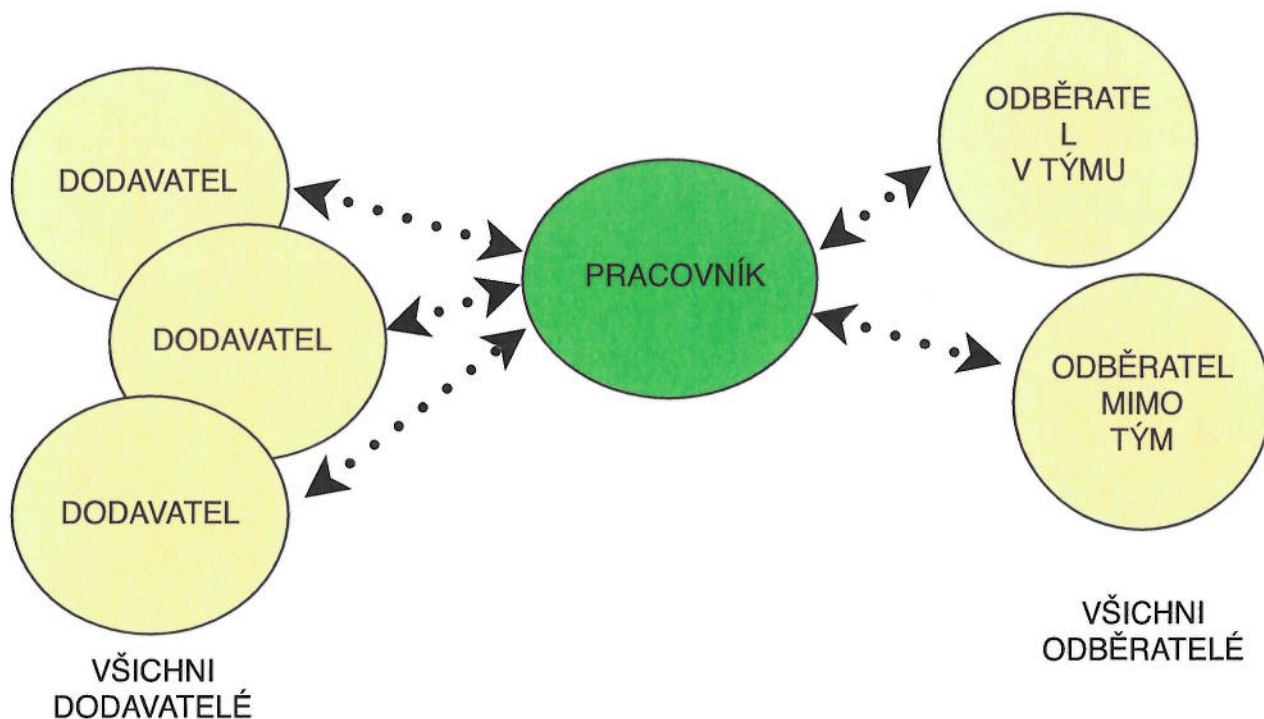 DODAVATEL
DODAVATEL
DODAVATEL
VŠICHNI
DODAVATELÉ
PRACOVNÍK
ODBĚRATE
L
V TÝMU
ODBĚRATEL
MIMO
TÝM
VŠICHNI
ODBĚRATELÉ